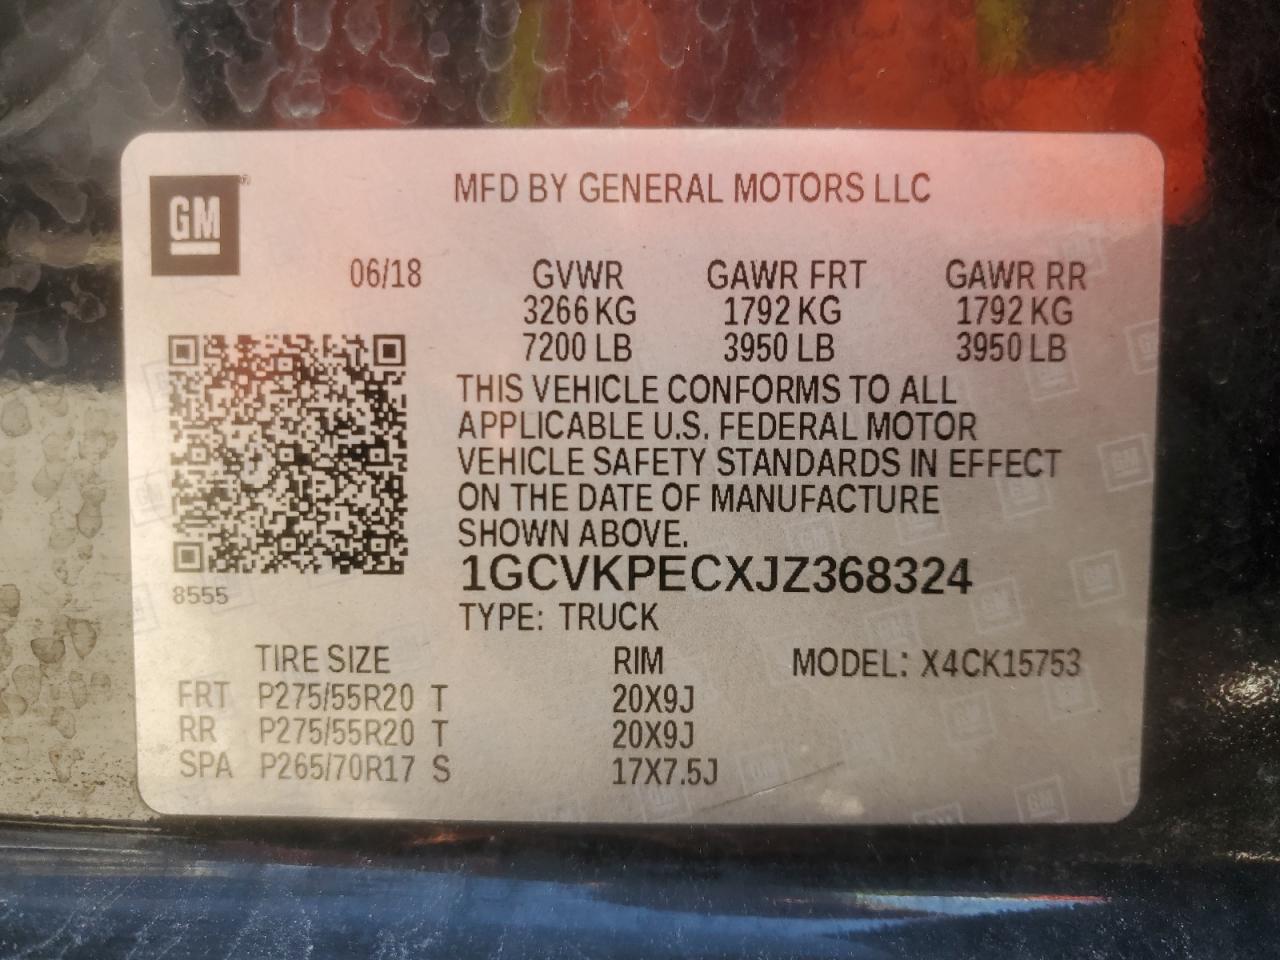 GM
MFD BY GENERAL MOTORS LLC
06/18 GVWR GAWR FRT GAWR RR
3266 KG 1792 KG 1792 KG
7200 LB 3950 LB 3950 LB
THIS VEHICLE CONFORMS TO ALL
APPLICABLE U.S. FEDERAL MOTOR
VEHICLE SAFETY STANDARDS IN EFFECT
ON THE DATE OF MANUFACTURE
SHOWN ABOVE.
8555
1GCVKPECXJZ368324
TYPE: TRUCK
TIRE SIZE RIM MODEL: X4CK15753
FRT P275/55R20 T 20X9J
RR P275/55R20 T 20X9J
SPA P265/70R17 S 17X7.5J